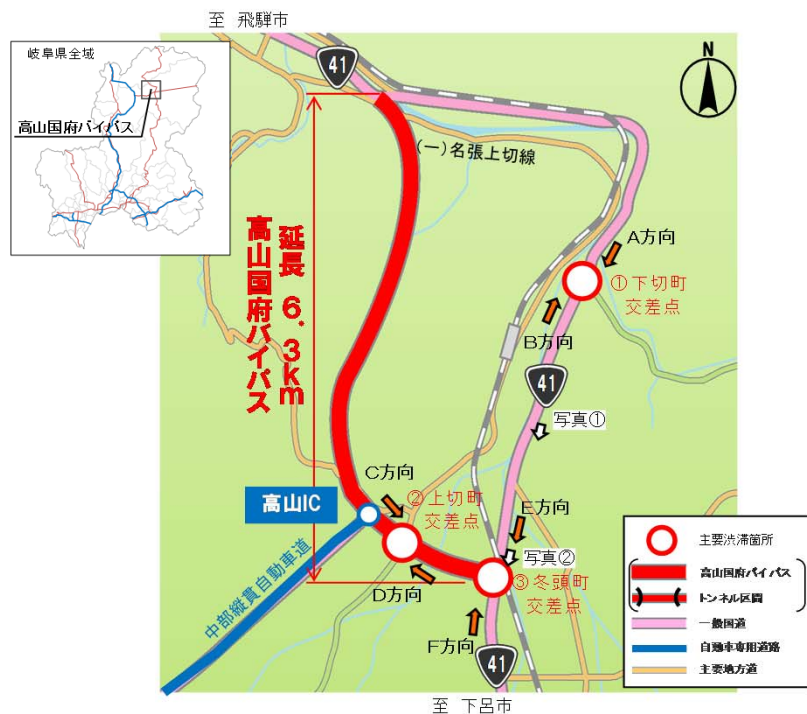 至 飛騨市
岐阜県全域
高山国府バイパス
41
N
(一)名張上切線
A方向
①下切町
交差点
B方向
延長 6.3km
高山国府バイパス
41
写真①
C方向
高山IC
②上切町
交差点
E方向
写真②
③冬頭町
交差点
D方向
F方向
中部縦貫自動車道
41
至 下呂市
主要渋滞箇所
高山国府バイパス
トンネル区間
一般国道
自動車専用道路
主要地方道